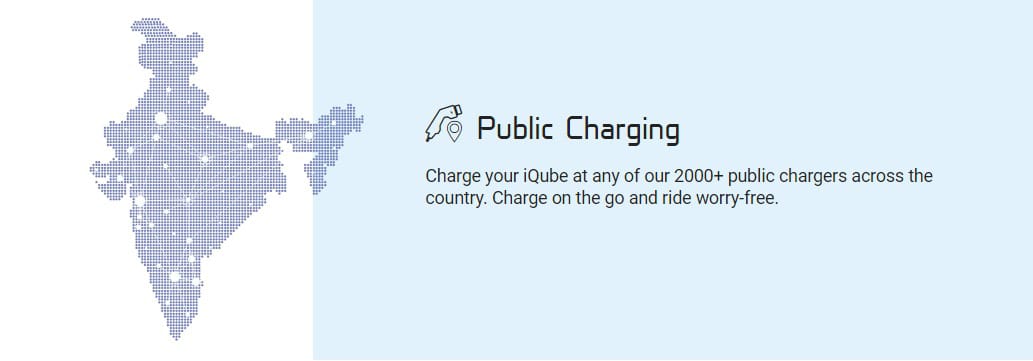 Public Charging
Charge your iQube at any of our 2000+ public chargers across the
country. Charge on the go and ride worry-free.